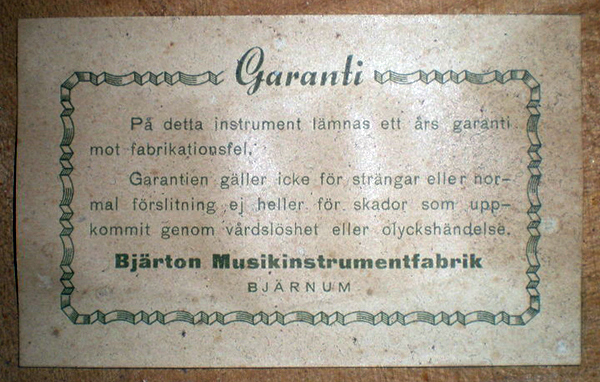 Garanti
På detta instrument lämnas ett års garanti
mot fabrikationsfel.
Garantien gäller icke för strängar eller nor-
mal förslitning ej heller för skador som upp-
kommit genom vårdslöshet eller olyckshändelse.
Bjärton Musikinstrumentfabrik
BJÄRNUM